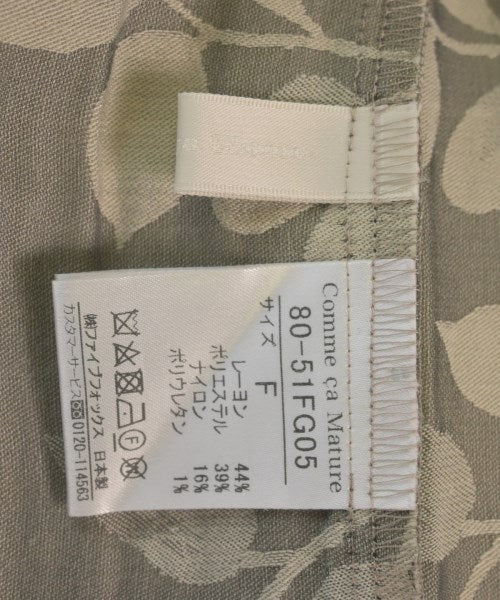 Comme ça Mature
80-51FG05
サイズ F
レーヨン 44%
ポリエステル 39%
ナイロン 16%
ポリウレタン 1%
F
㈱ファイブフォックス 日本製
カスタマーサービス 0120-114563